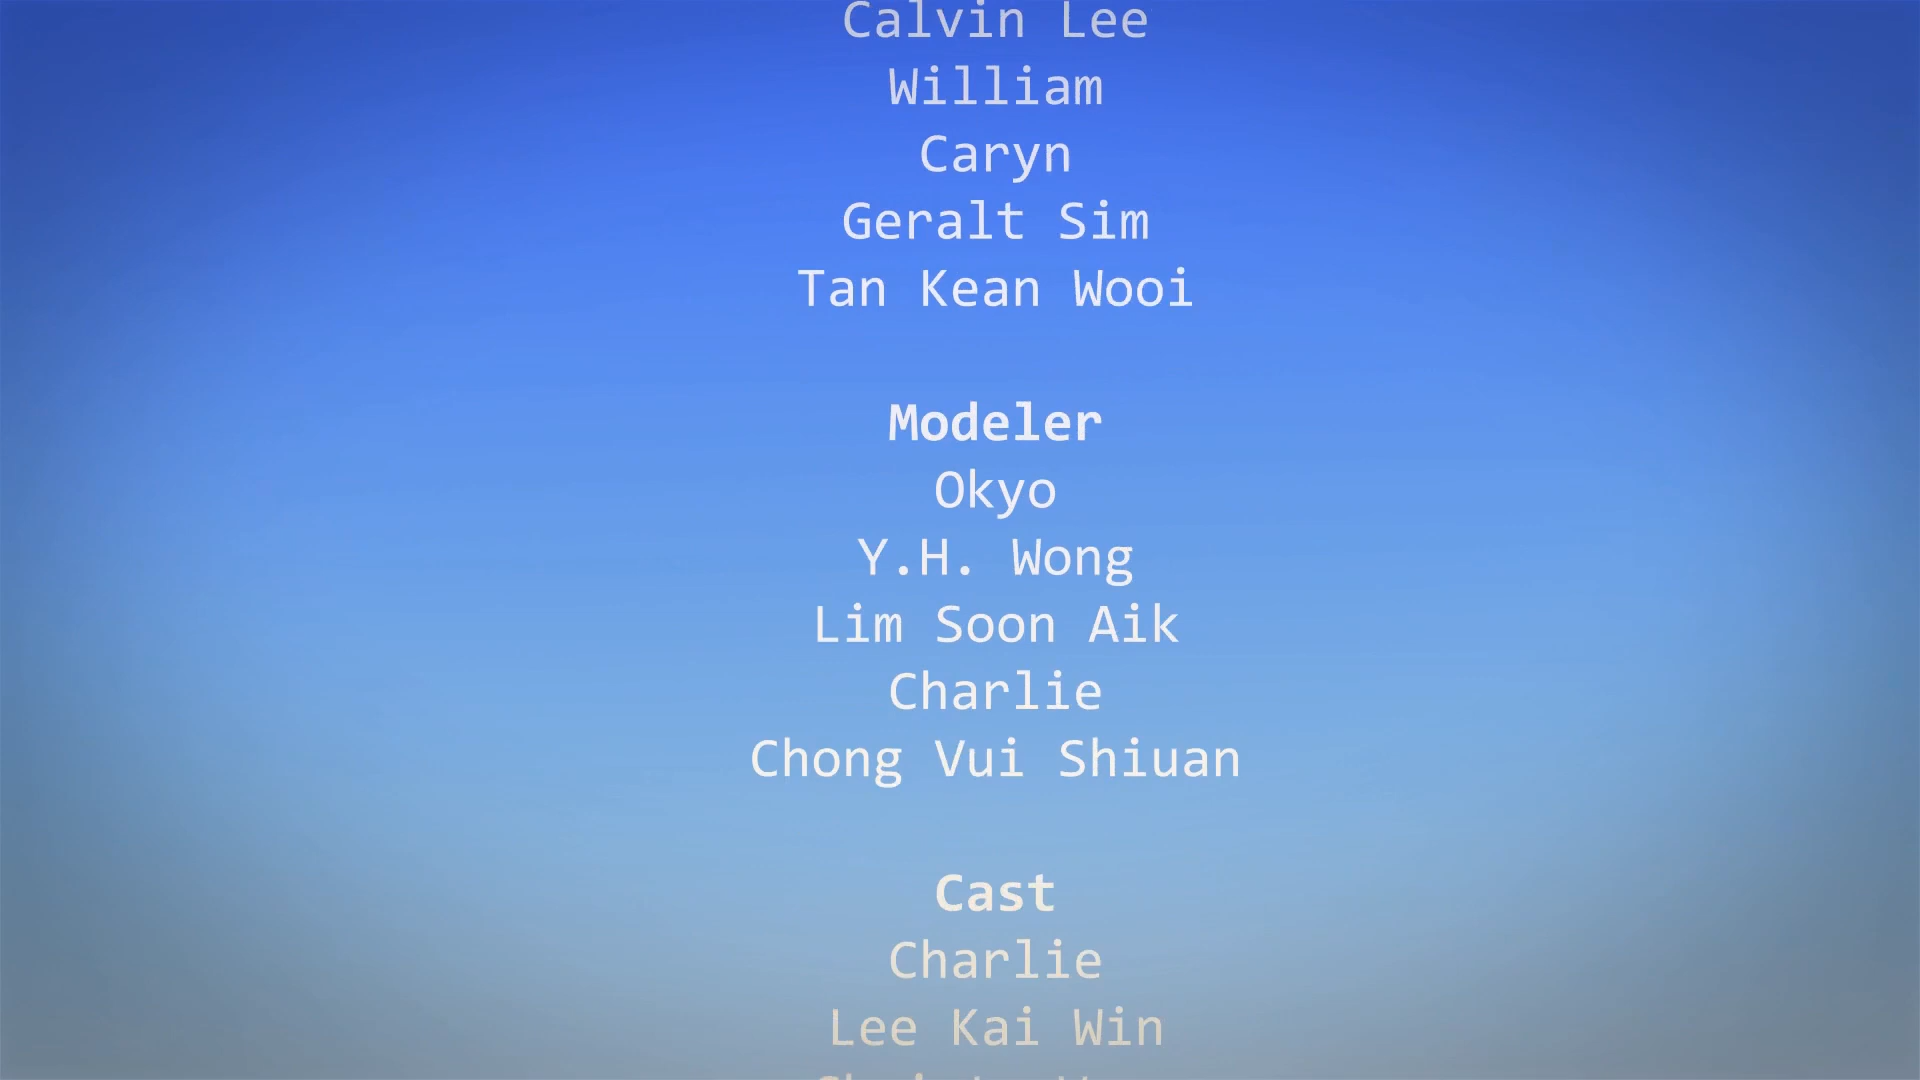 Calvin Lee
William
Caryn
Geralt Sim
Tan Kean Wooi
Modeler
Okyo
Y.H. Wong
Lim Soon Aik
Charlie
Chong Vui Shiuan
Cast
Charlie
Lee Kai Win